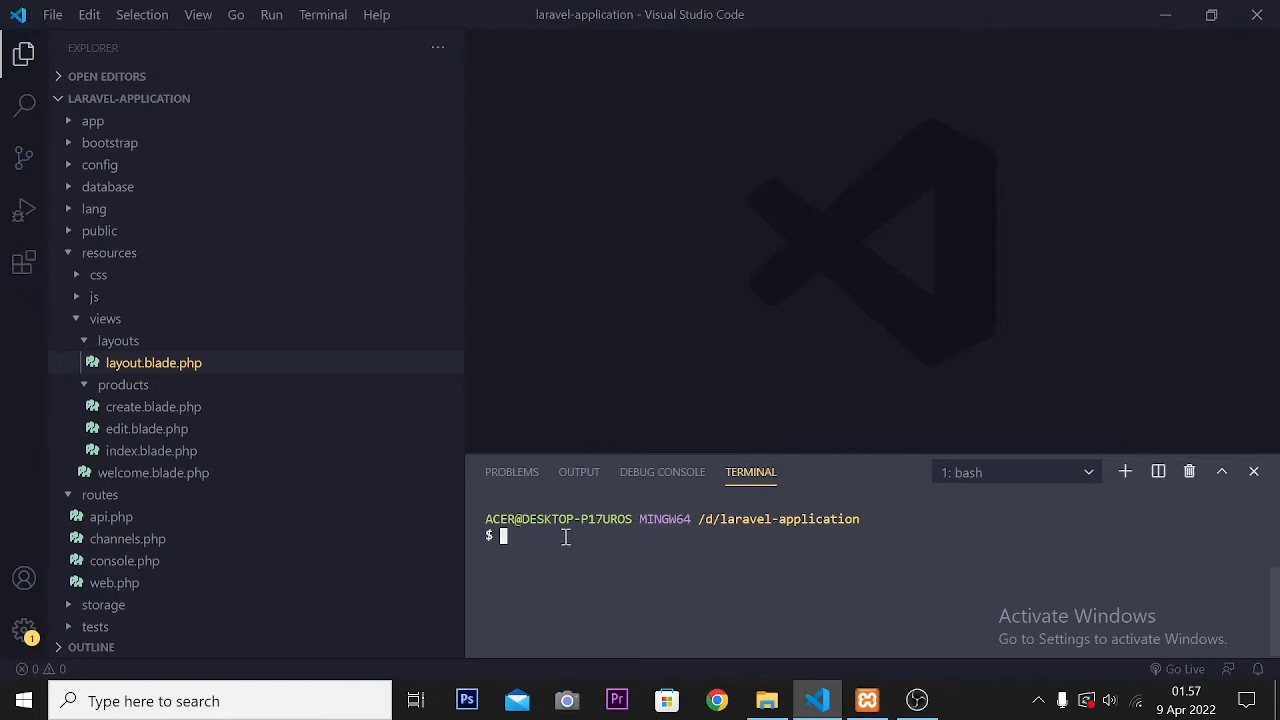 File Edit Selection View Go Run Terminal Help
laravel-application - Visual Studio Code
EXPLORER
OPEN EDITORS
LARAVEL-APPLICATION
app
bootstrap
config
database
lang
public
resources
css
js
views
layouts
layout.blade.php
products
create.blade.php
edit.blade.php
index.blade.php
welcome.blade.php
routes
api.php
channels.php
console.php
web.php
storage
tests
OUTLINE
PROBLEMS OUTPUT DEBUG CONSOLE TERMINAL
1: bash
ACER@DESKTOP-P17UROS MINGW64 /d/laravel-application
$
Activate Windows
Go to Settings to activate Windows.
1
0 0
Go Live
Type here to search
Ps
Pr
01:57
9 Apr 2022